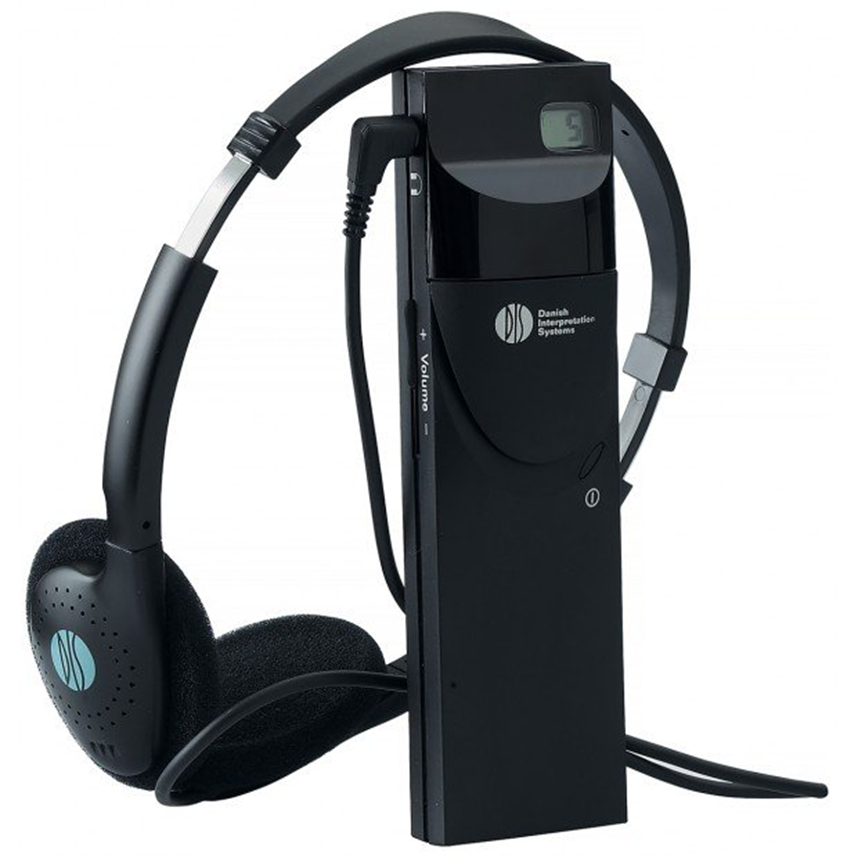 5
DIS
Danish
Interpretation
Systems
+ Volume −
DIS